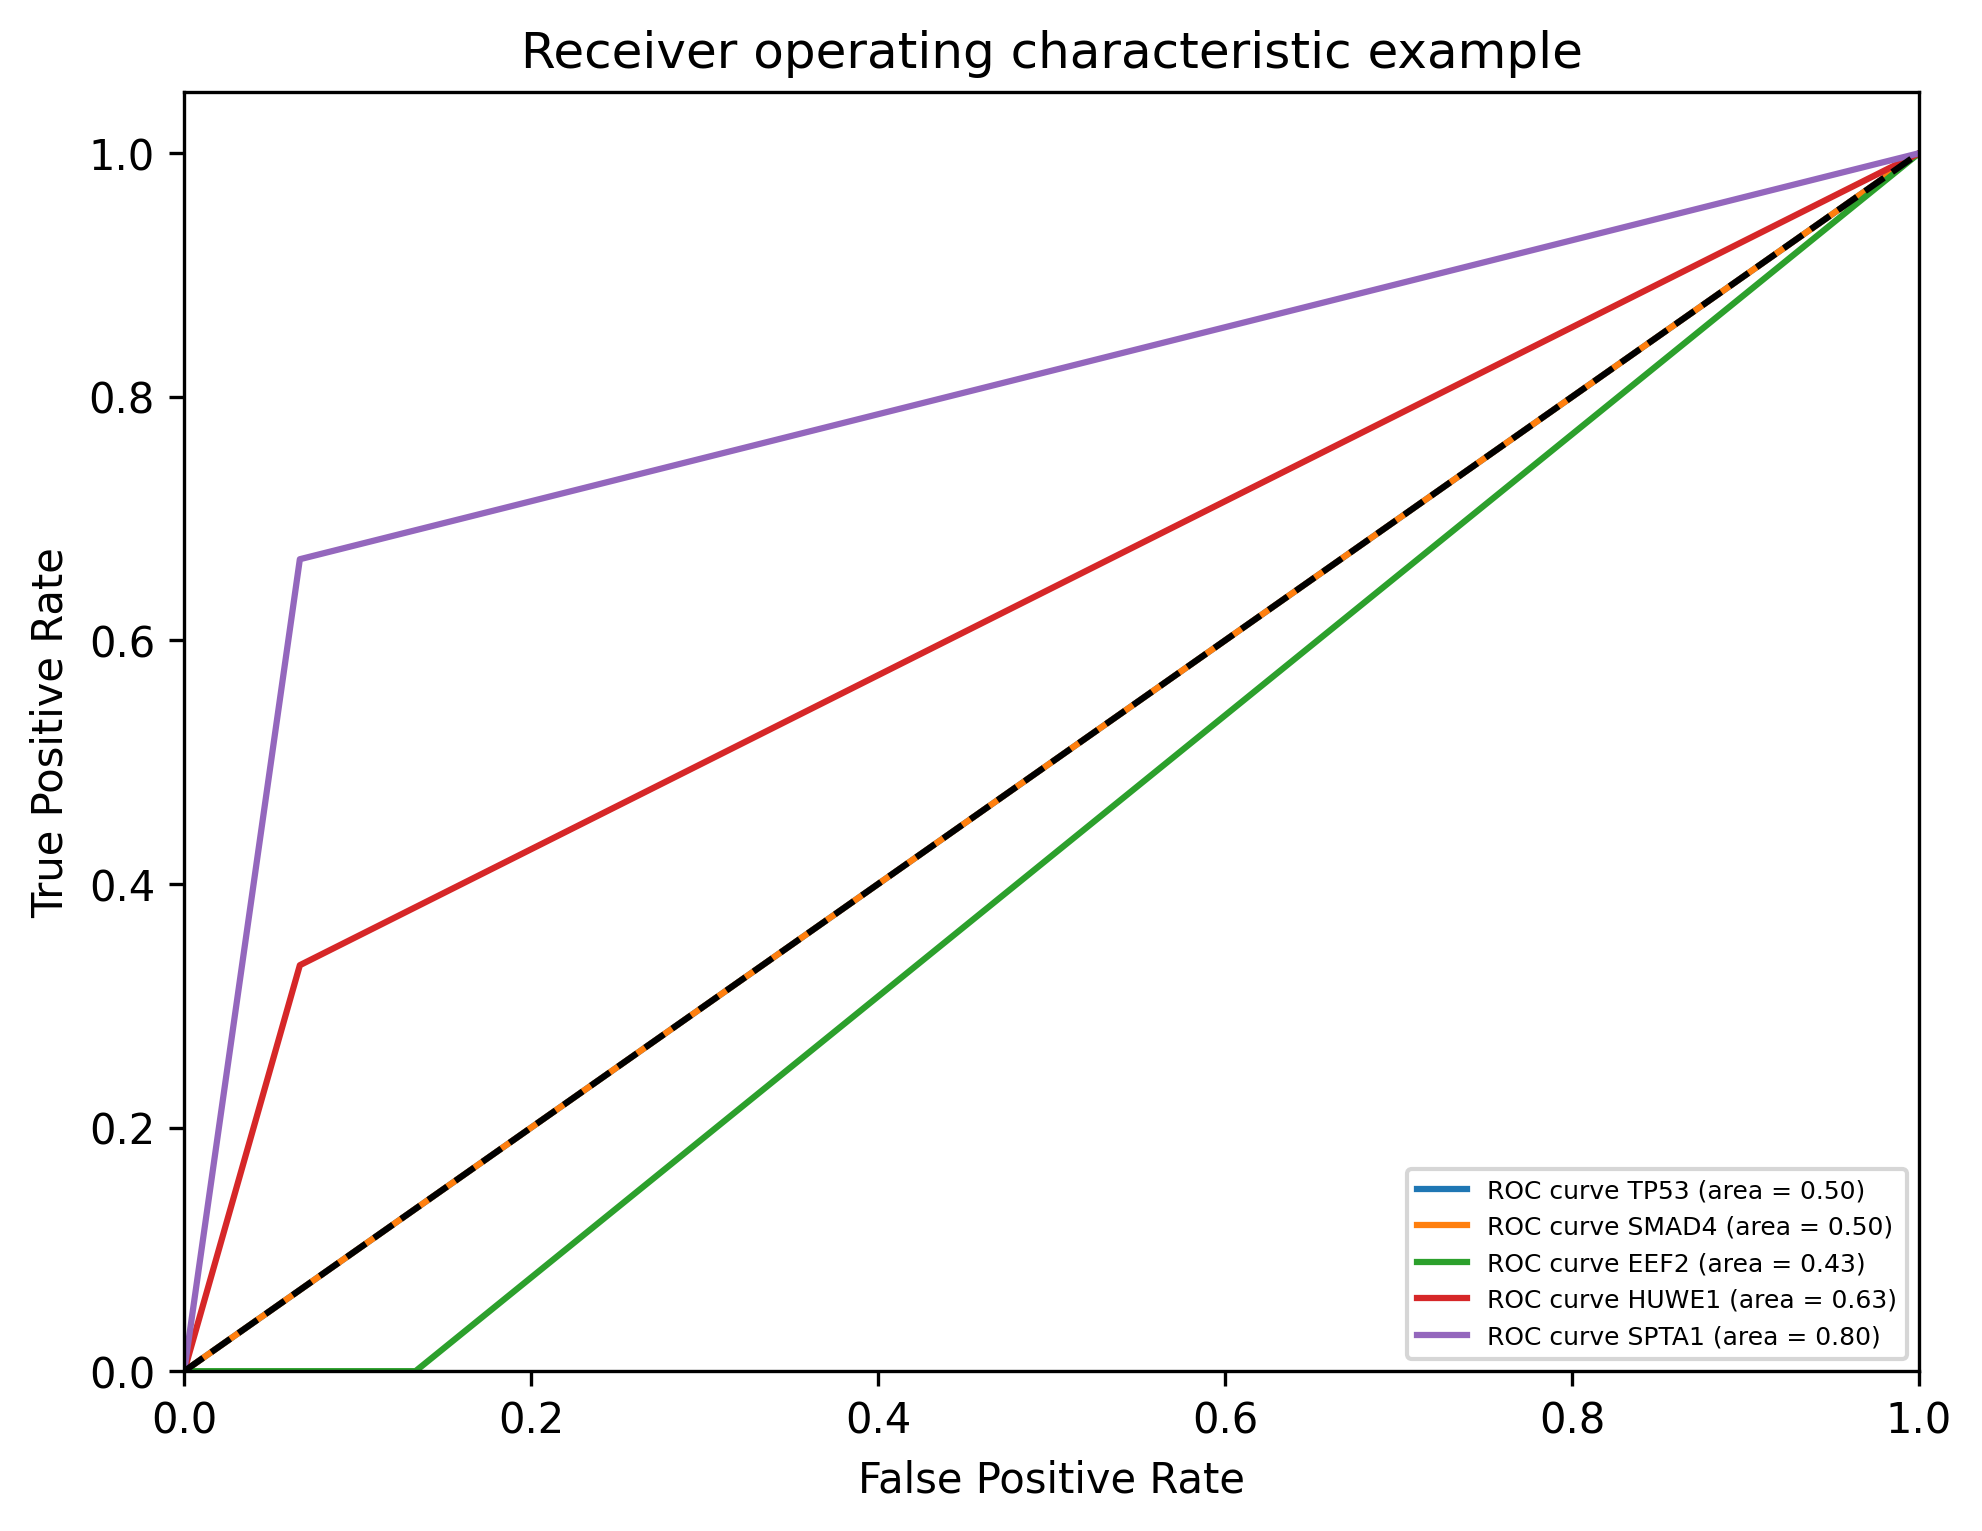 Receiver operating characteristic example
1.0
0.8
0.6
0.4
0.2
0.0
True Positive Rate
0.0 0.2 0.4 0.6 0.8 1.0
False Positive Rate
ROC curve TP53 (area = 0.50)
ROC curve SMAD4 (area = 0.50)
ROC curve EEF2 (area = 0.43)
ROC curve HUWE1 (area = 0.63)
ROC curve SPTA1 (area = 0.80)